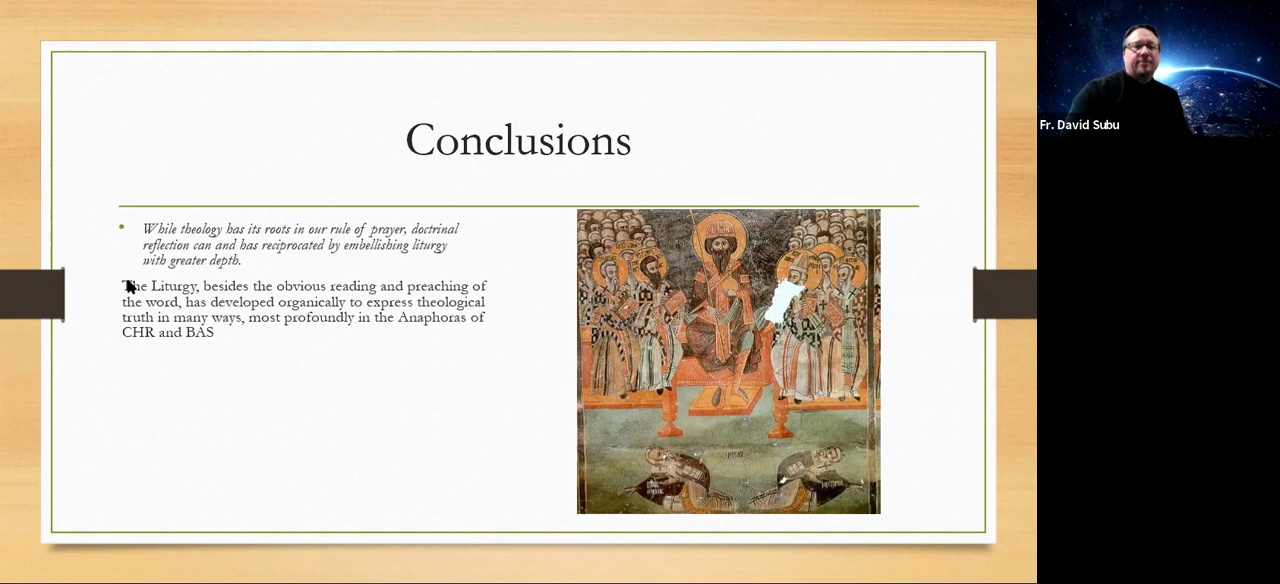 Conclusions
While theology has its roots in our rule of prayer, doctrinal
reflection can and has reciprocated by embellishing liturgy
with greater depth.
The Liturgy, besides the obvious reading and preaching of
the word, has developed organically to express theological
truth in many ways, most profoundly in the Anaphoras of
CHR and BAS
Fr. David Subu